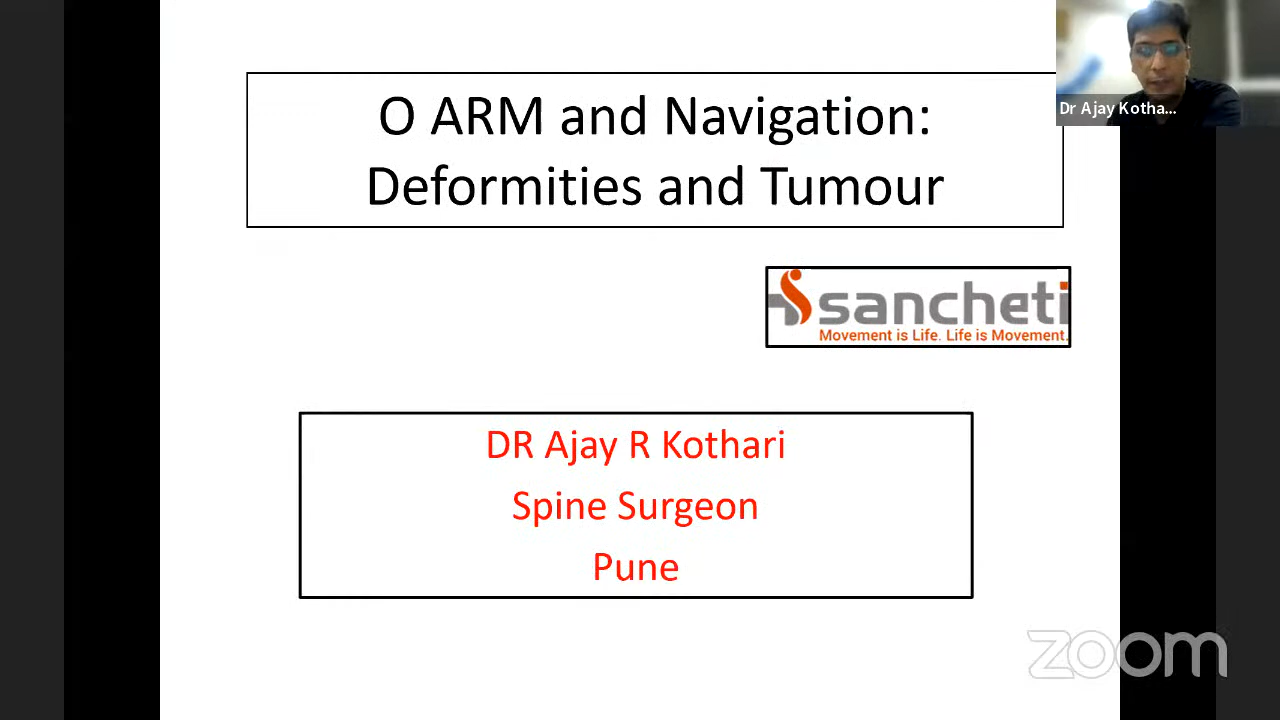 O ARM and Navigation:
Deformities and Tumour
Dr Ajay Kotha...
sancheti
Movement is Life. Life is Movement.
DR Ajay R Kothari
Spine Surgeon
Pune
zoom